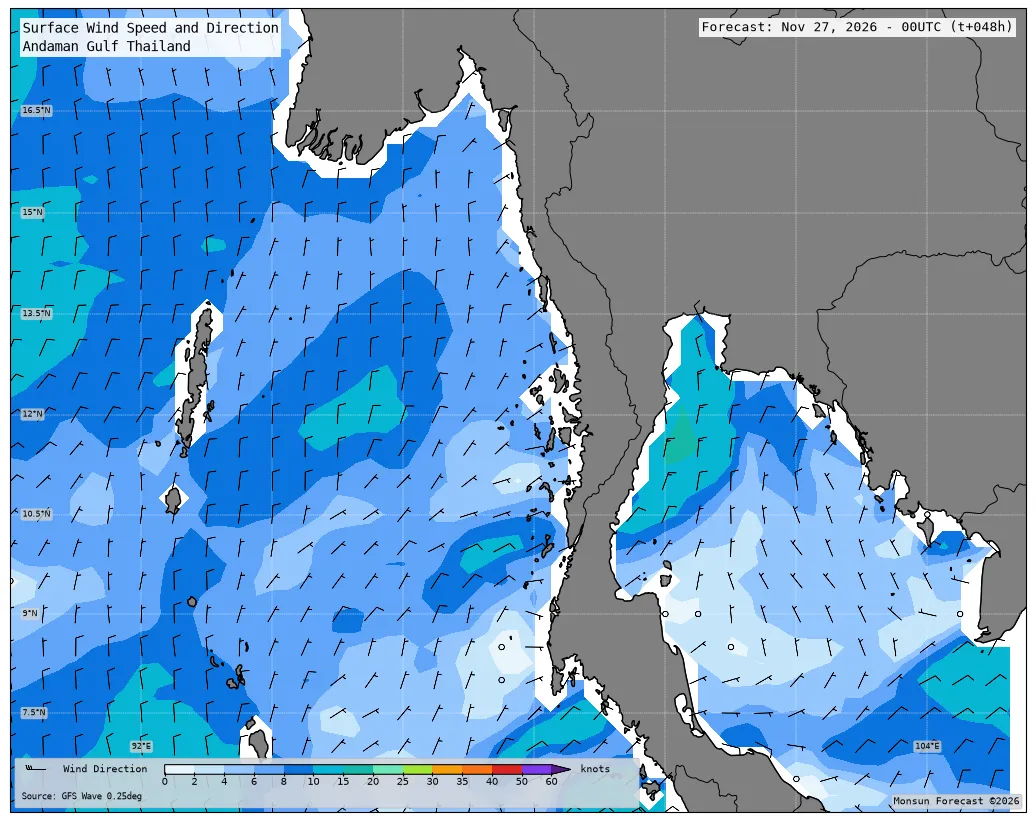 Surface Wind Speed and Direction
Andaman Gulf Thailand
Forecast: Nov 27, 2026 - 00UTC (t+048h)
16.5°N
15°N
13.5°N
12°N
10.5°N
9°N
7.5°N
92°E
104°E
Wind Direction
0 2 4 6 8 10 15 20 25 30 35 40 50 60
knots
Source: GFS Wave 0.25deg
Monsun Forecast ©2026